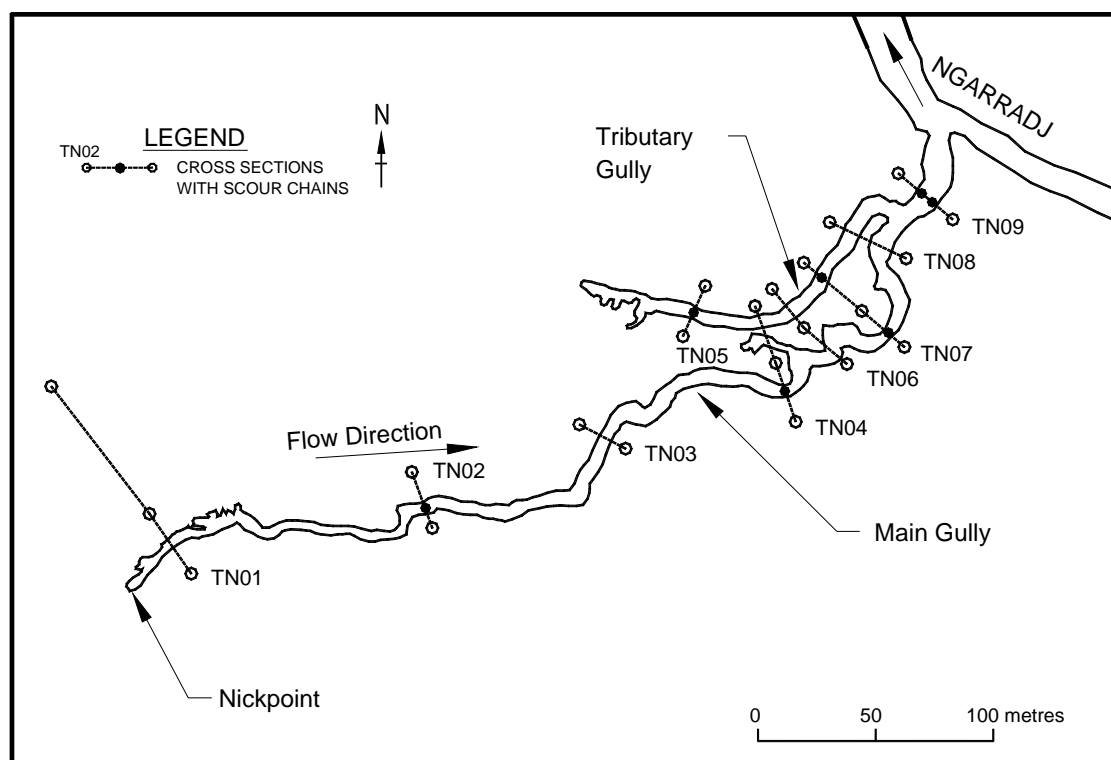 NGARRADJ
N
LEGEND
TN02
CROSS SECTIONS
WITH SCOUR CHAINS
Tributary
Gully
TN09
TN08
TN07
TN05
TN06
TN04
Flow Direction
TN03
TN02
Main Gully
TN01
Nickpoint
0 50 100 metres